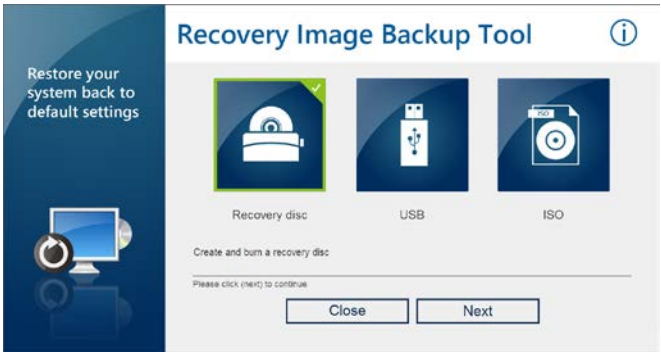 Recovery Image Backup Tool
Restore your
system back to
default settings
ISO
Recovery disc
USB
ISO
Create and burn a recovery disc
Please click (next) to continue
Close
Next